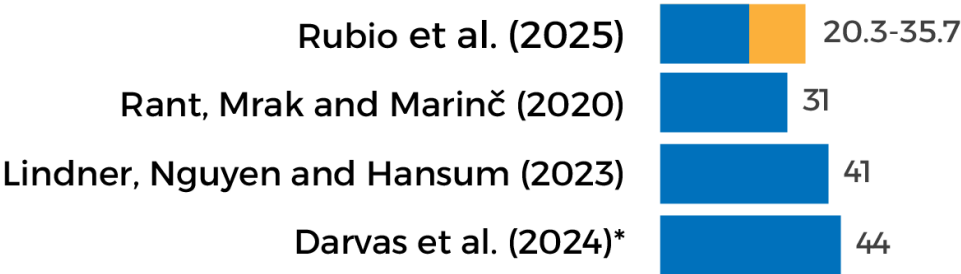 Rubio et al. (2025) 20.3-35.7
Rant, Mrak and Marinč (2020) 31
Lindner, Nguyen and Hansum (2023) 41
Darvas et al. (2024)* 44